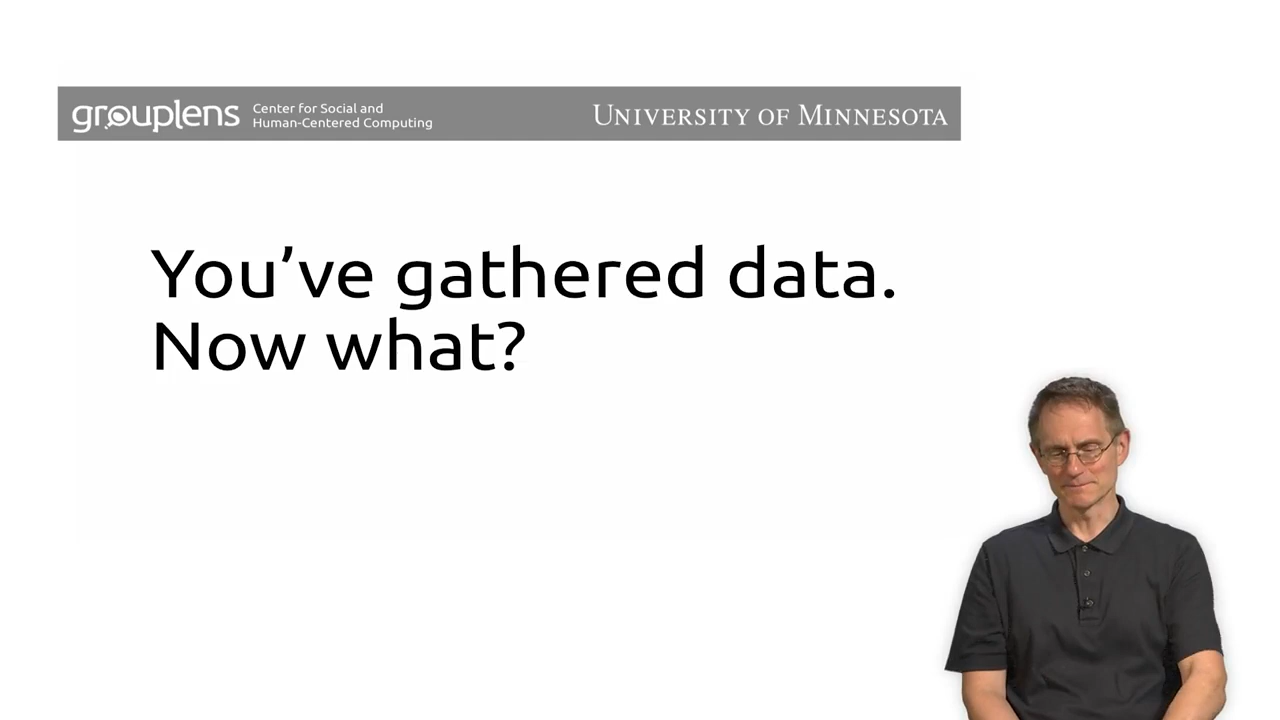 grouplens
Center for Social and
Human-Centered Computing
UNIVERSITY OF MINNESOTA
You've gathered data.
Now what?